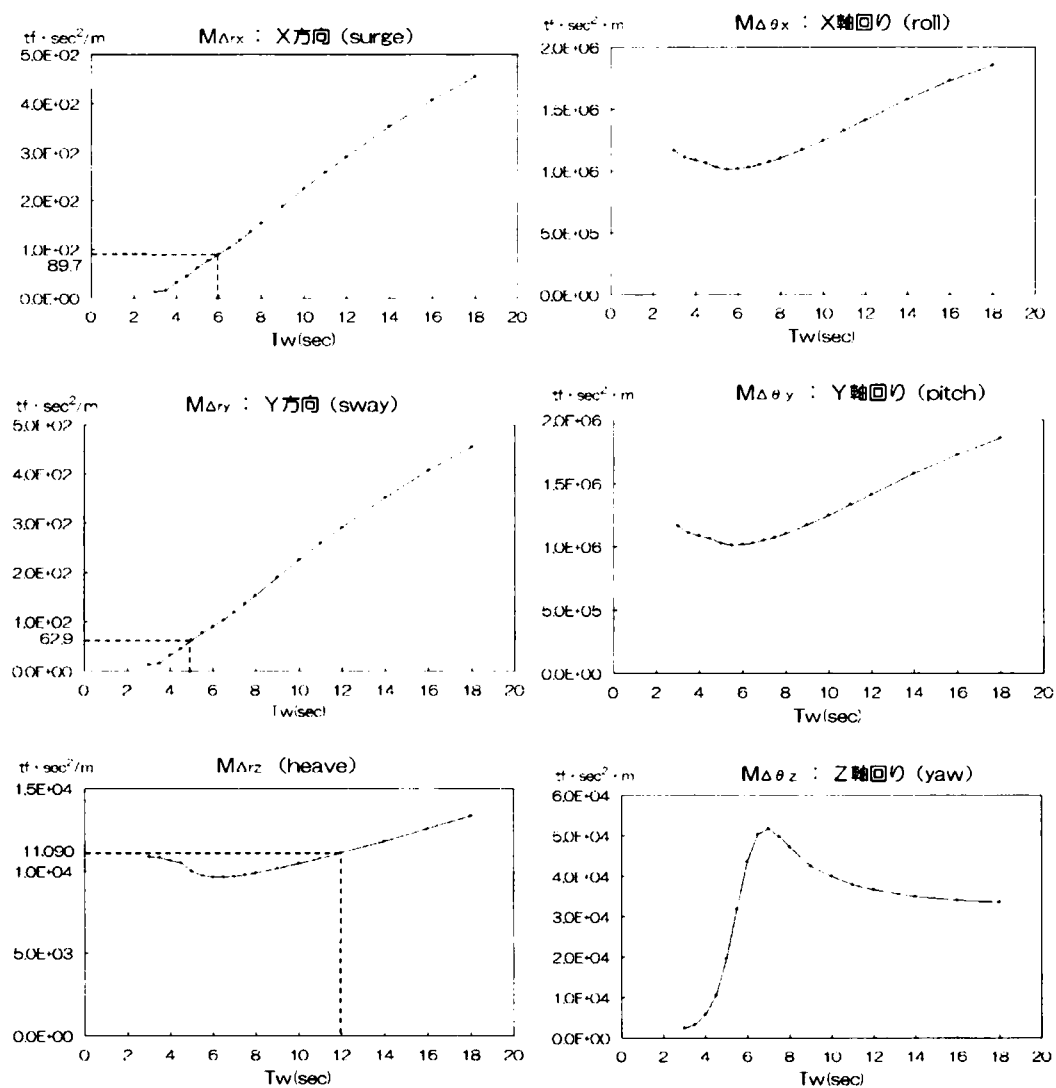 tf・sec²/m MΔrx : X方向 (surge)
5.0E+02
4.0E+02
3.0E+02
2.0E+02
1.0E+02
89.7
0.0E+00
0 2 4 6 8 10 12 14 16 18 20
Tw(sec)
tf・sec²・m MΔθx : X軸回り (roll)
2.0E+06
1.5E+06
1.0E+06
5.0E+05
0.0E+00
0 2 4 6 8 10 12 14 16 18 20
Tw(sec)
tf・sec²/m MΔry : Y方向 (sway)
5.0E+02
4.0E+02
3.0E+02
2.0E+02
1.0E+02
62.9
0.0E+00
0 2 4 6 8 10 12 14 16 18 20
Tw(sec)
tf・sec²・m MΔθy : Y軸回り (pitch)
2.0E+06
1.5E+06
1.0E+06
5.0E+05
0.0E+00
0 2 4 6 8 10 12 14 16 18 20
Tw(sec)
tf・sec²/m MΔrz (heave)
1.5E+04
11.090
1.0E+04
5.0E+03
0.0E+00
0 2 4 6 8 10 12 14 16 18 20
Tw(sec)
tf・sec²・m MΔθz : Z軸回り (yaw)
6.0E+04
5.0E+04
4.0E+04
3.0E+04
2.0E+04
1.0E+04
0.0E+00
0 2 4 6 8 10 12 14 16 18 20
Tw(sec)